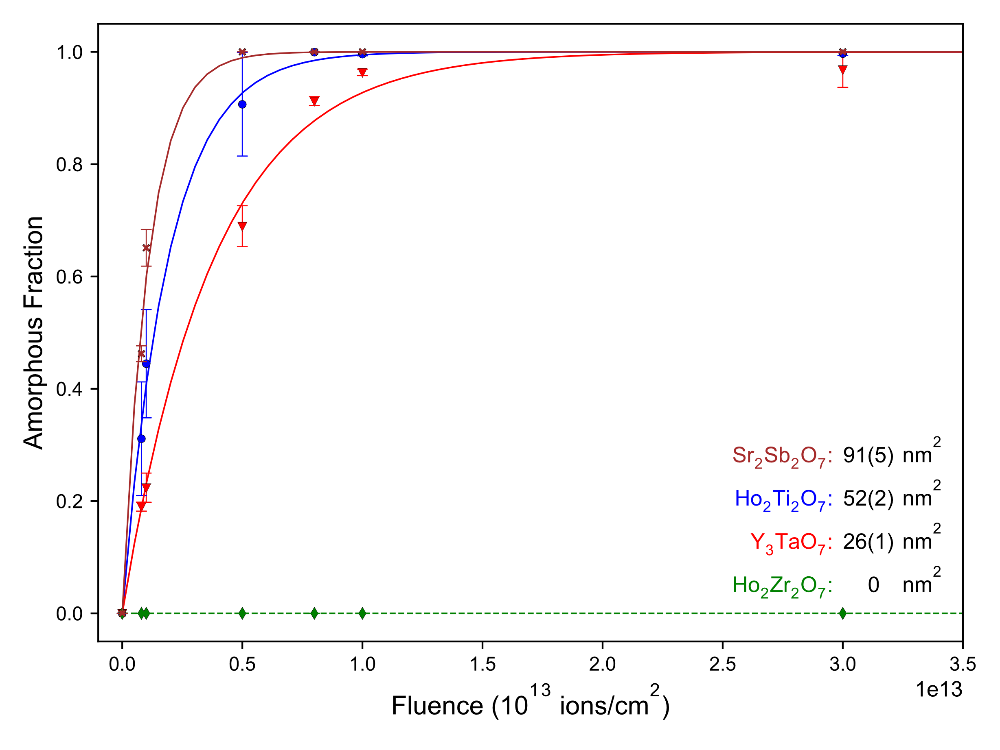 Amorphous Fraction
1.0
0.8
0.6
0.4
0.2
0.0
Sr₂Sb₂O₇: 91(5) nm²
Ho₂Ti₂O₇: 52(2) nm²
Y₃TaO₇: 26(1) nm²
Ho₂Zr₂O₇: 0 nm²
0.0 0.5 1.0 1.5 2.0 2.5 3.0 3.5
1e13
Fluence (10¹³ ions/cm²)